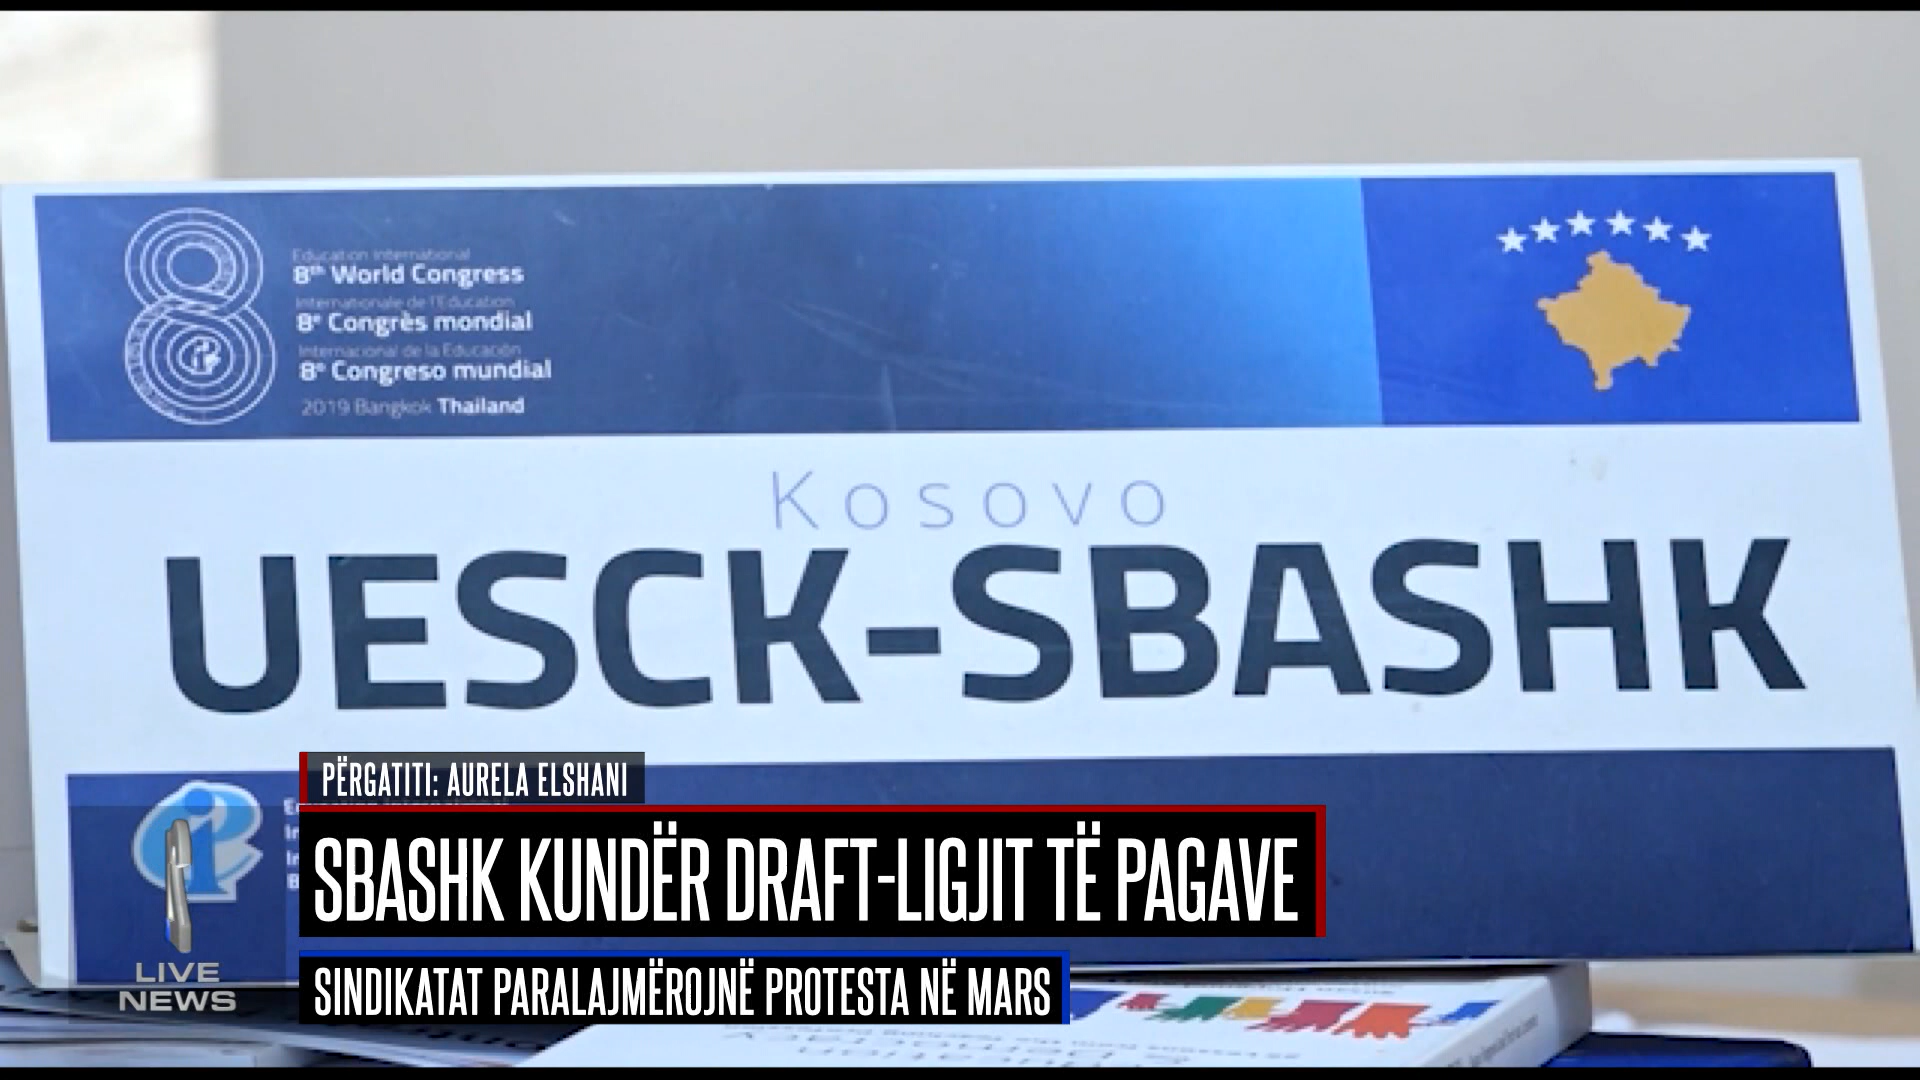 Education International
8th World Congress
Internationale de l'Education
8e Congrès mondial
Internacional de la Educación
8º Congreso mundial
2019 Bangkok Thailand
Kosovo
UESCK-SBASHK
PËRGATITI: AURELA ELSHANI
SBASHK KUNDËR DRAFT-LIGJIT TË PAGAVE
SINDIKATAT PARALAJMËROJNË PROTESTA NË MARS
LIVE
NEWS